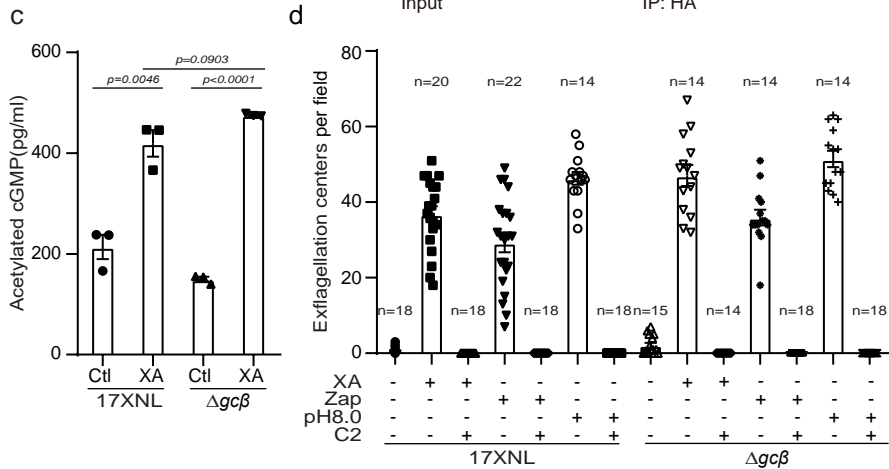 c
Acetylated cGMP(pg/ml)
600
400
200
0
p=0.0903
p=0.0046
p<0.0001
Ctl XA Ctl XA
17XNL Δgcβ
d
Input IP: HA
Exflagellation centers per field
80
60
40
20
0
n=20 n=22 n=14 n=14 n=14 n=14
n=18 n=18 n=18 n=18 n=15 n=14 n=18 n=18
XA - + + - - - - - + + - - - -
Zap - - - + + - - - - - + + - -
pH8.0 - - - - - + + - - - - - + +
C2 - - + - + - + - - + - + - +
17XNL Δgcβ